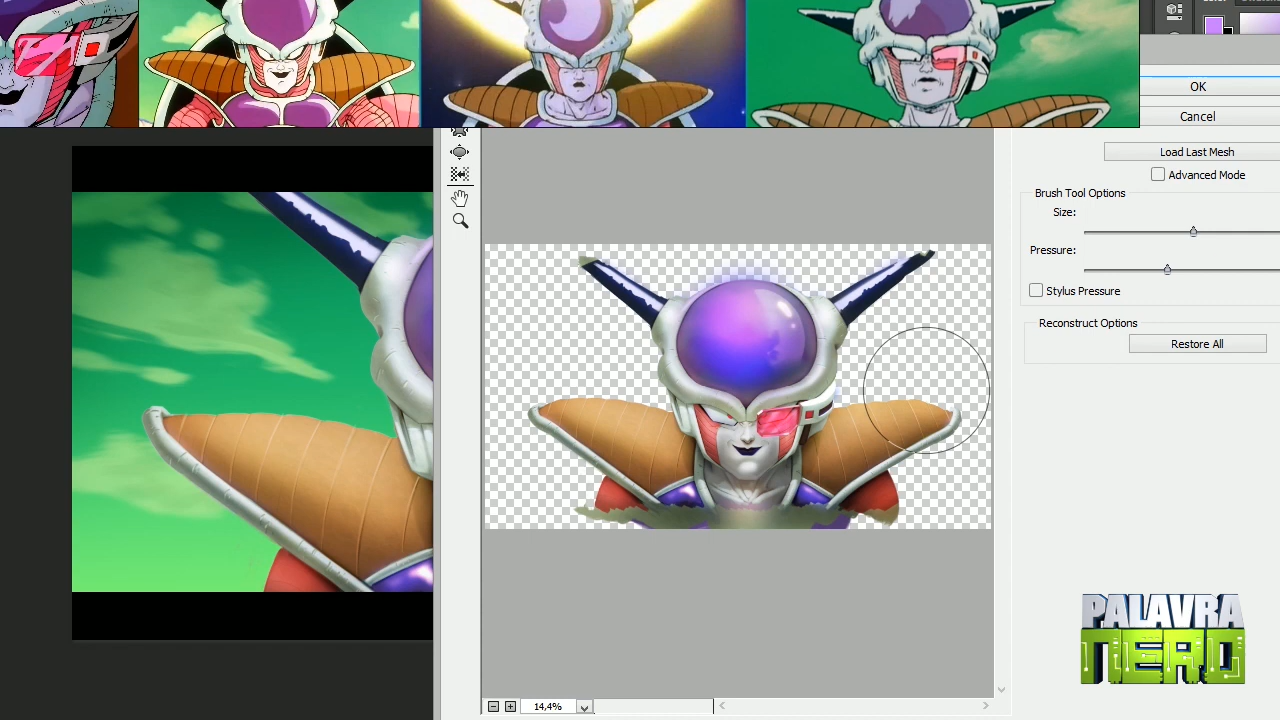 OK
Cancel
Load Last Mesh
Advanced Mode
Brush Tool Options
Size:
Pressure:
Stylus Pressure
Reconstruct Options
Restore All
PALAVRA
NERD
14,4%